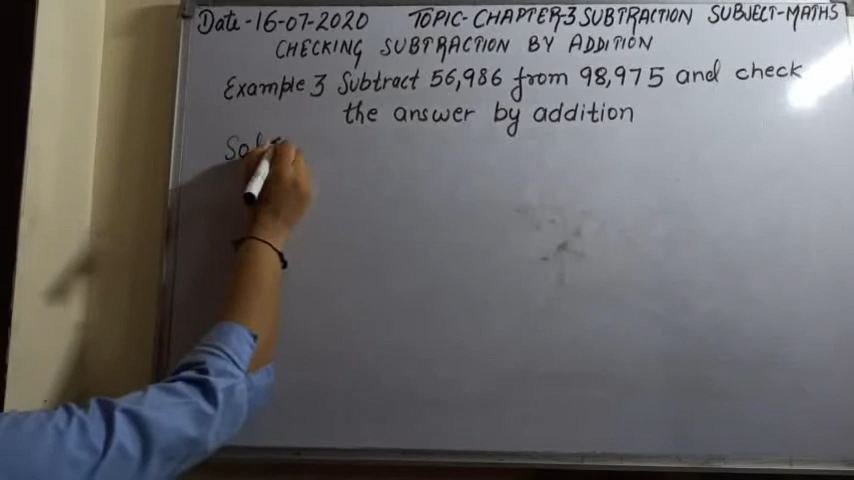 Date-16-07-2020 TOPIC-CHAPTER-3 SUBTRACTION SUBJECT-MATHS
CHECKING SUBTRACTION BY ADDITION
Example 3 Subtract 56,986 from 98,975 and check
the answer by addition
Sol